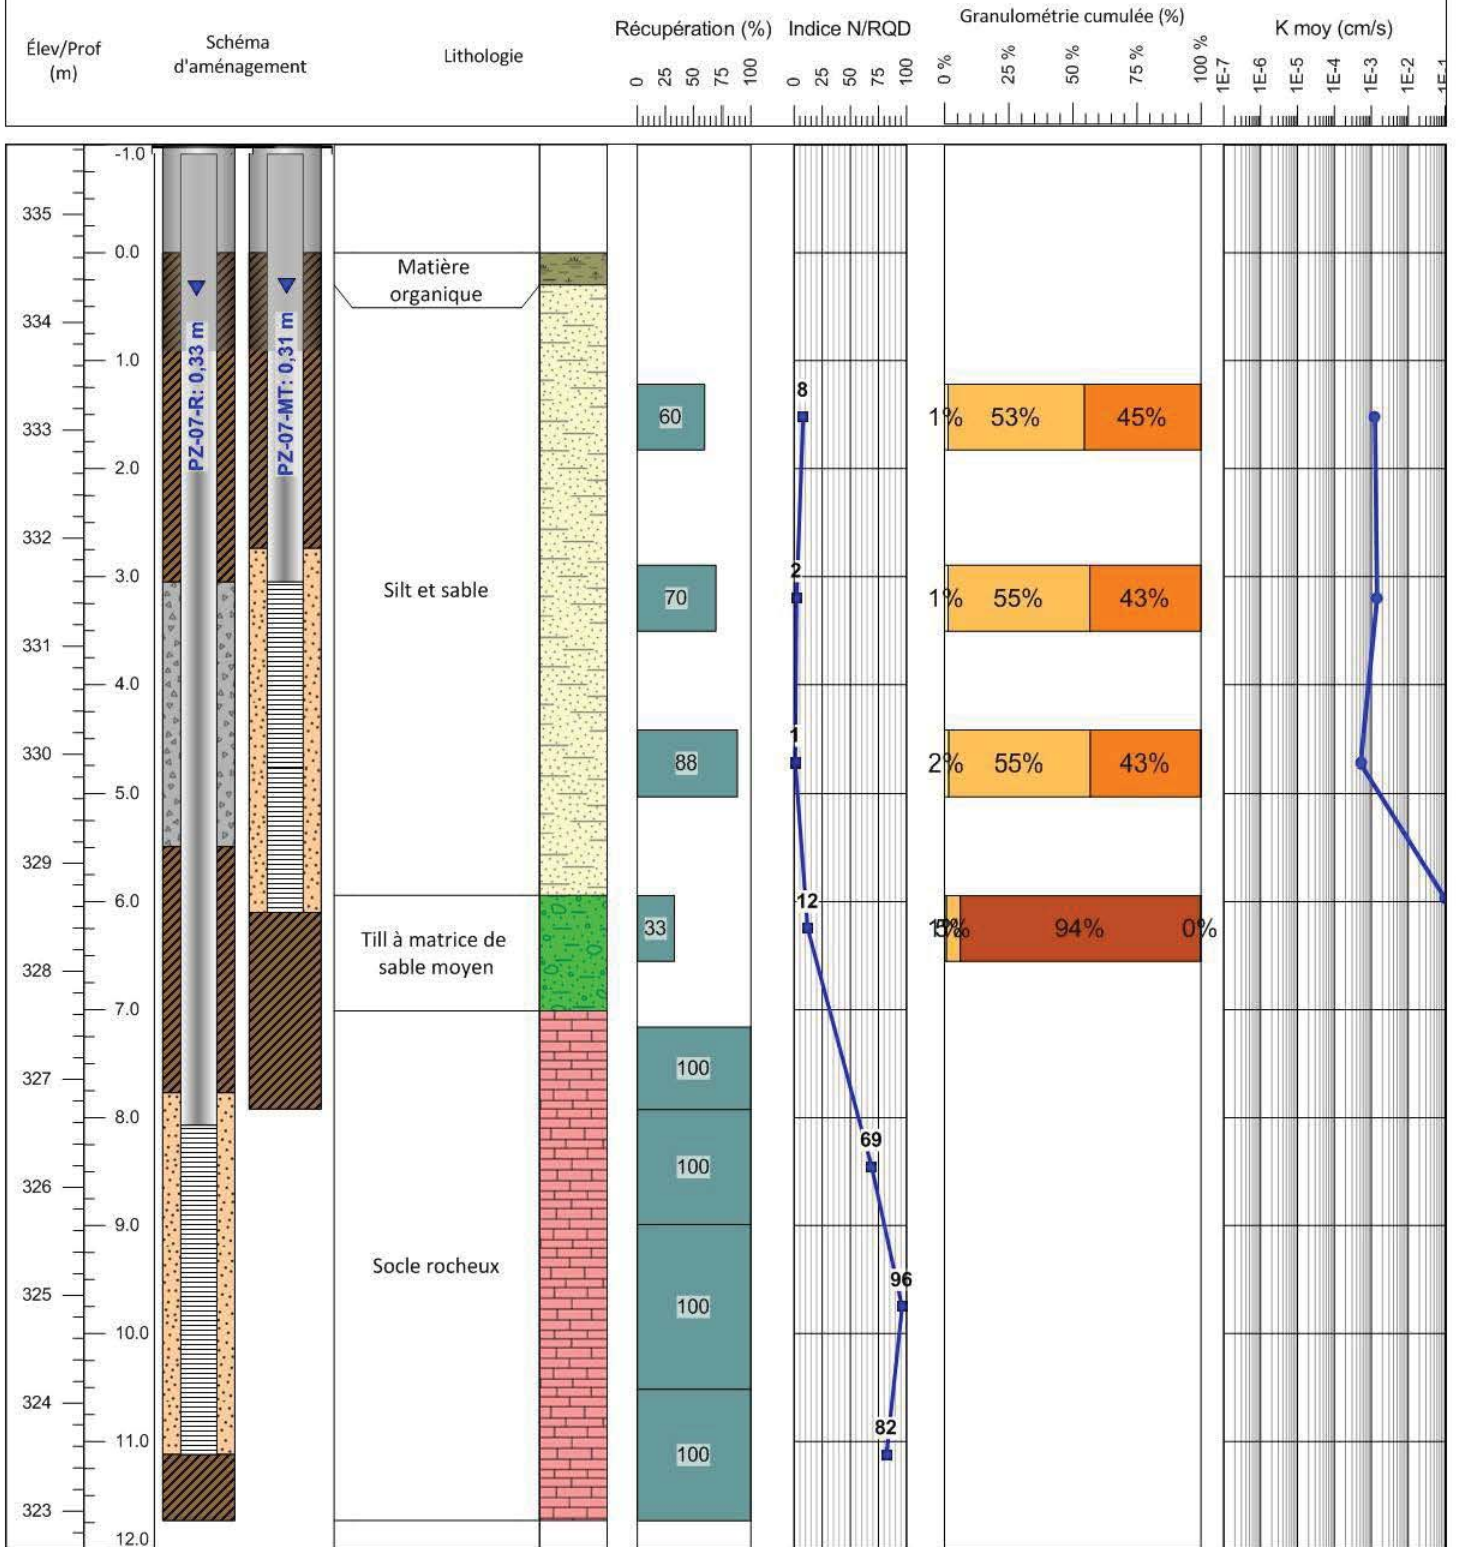 Élev/Prof
(m)
Schéma
d'aménagement
Lithologie
Récupération (%)
0 25 50 75 100
Indice N/RQD
0 25 50 75 100
Granulométrie cumulée (%)
0 % 25 % 50 % 75 % 100 %
K moy (cm/s)
1E-7 1E-6 1E-5 1E-4 1E-3 1E-2 1E-1
-1.0
335
0.0
Matière
organique
334
PZ-07-R: 0,33 m
PZ-07-MT: 0,31 m
1.0
8
60
1% 53% 45%
333
2.0
332
2
3.0
Silt et sable
70
1% 55% 43%
331
4.0
1
330
88
2% 55% 43%
5.0
329
6.0
12
33
94% 0%
Till à matrice de
sable moyen
328
7.0
100
327
8.0
69
100
326
9.0
Socle rocheux
96
325
100
10.0
324
82
11.0
100
323
12.0